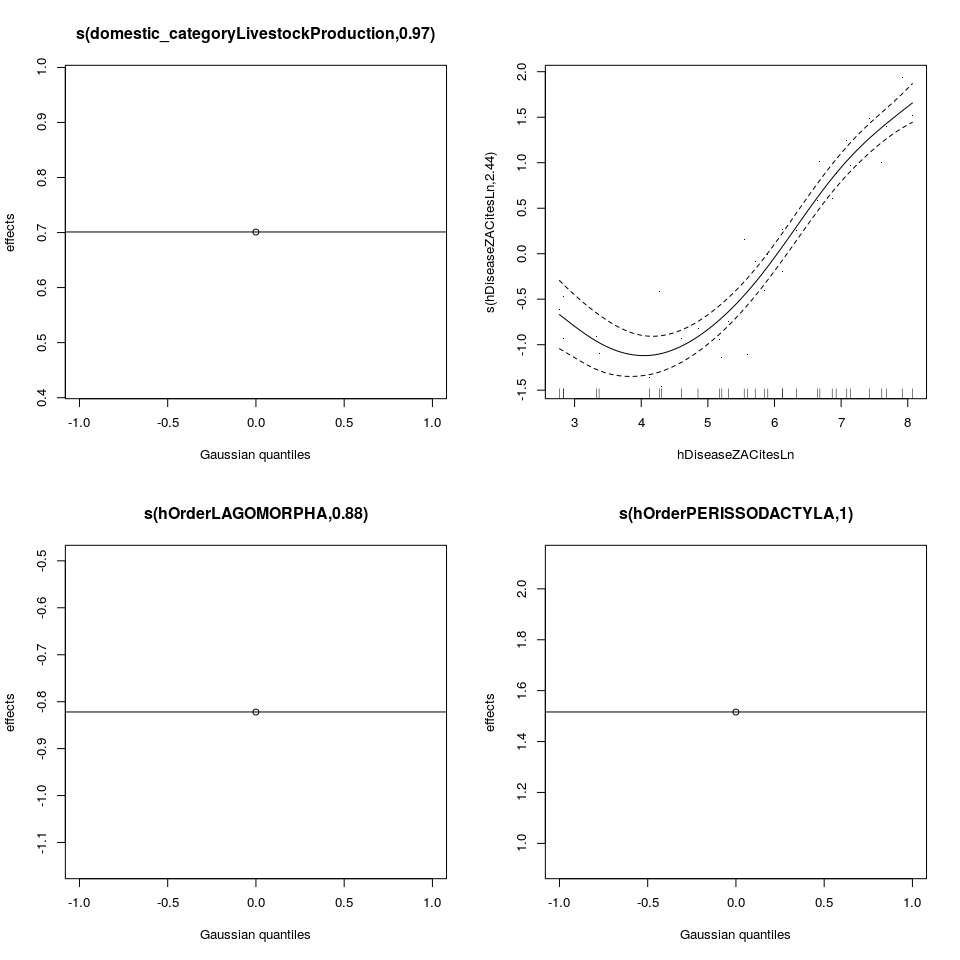 s(domestic_categoryLivestockProduction,0.97)
effects
1.0
0.9
0.8
0.7
0.6
0.5
0.4
-1.0 -0.5 0.0 0.5 1.0
Gaussian quantiles
s(hDiseaseZACitesLn,2.44)
2.0
1.5
1.0
0.5
0.0
-0.5
-1.0
-1.5
3 4 5 6 7 8
hDiseaseZACitesLn
s(hOrderLAGOMORPHA,0.88)
effects
-0.5
-0.6
-0.7
-0.8
-0.9
-1.0
-1.1
-1.0 -0.5 0.0 0.5 1.0
Gaussian quantiles
s(hOrderPERISSODACTYLA,1)
effects
2.0
1.8
1.6
1.4
1.2
1.0
-1.0 -0.5 0.0 0.5 1.0
Gaussian quantiles